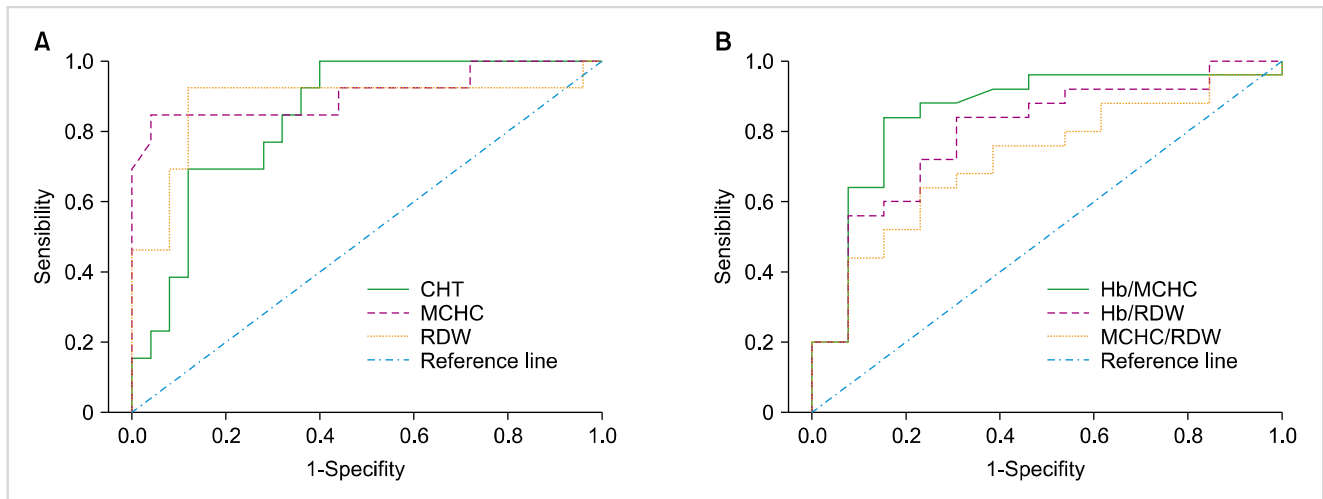 A
1.0
0.8
0.6
0.4
0.2
0
Sensibility
CHT
MCHC
RDW
Reference line
0.0 0.2 0.4 0.6 0.8 1.0
1-Specifity
B
1.0
0.8
0.6
0.4
0.2
0
Sensibility
Hb/MCHC
Hb/RDW
MCHC/RDW
Reference line
0.0 0.2 0.4 0.6 0.8 1.0
1-Specifity